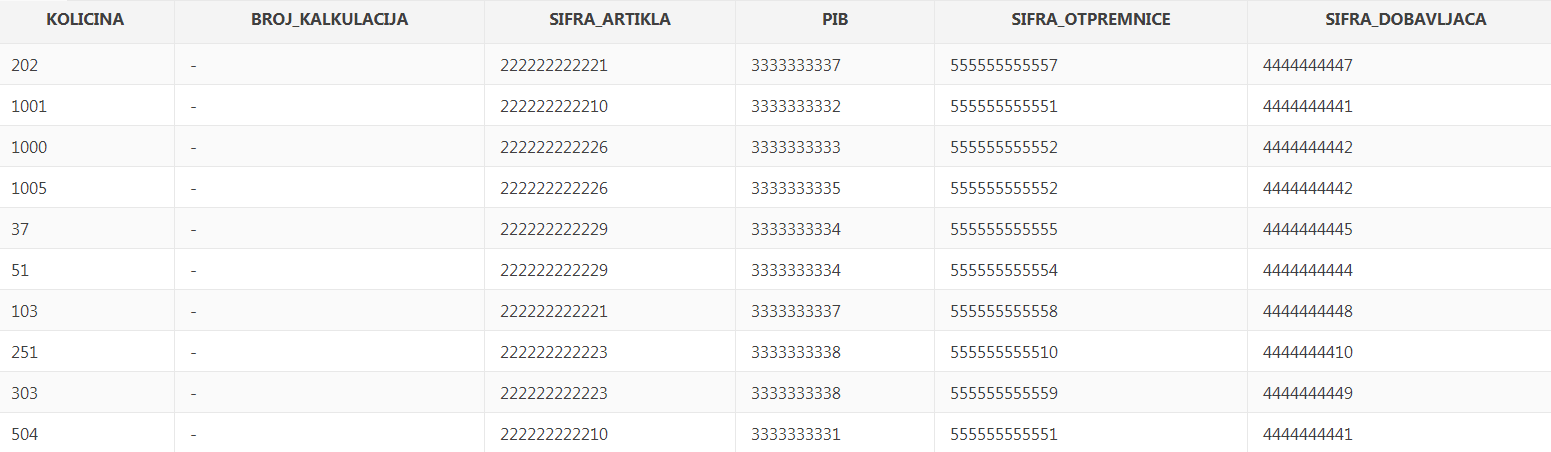 KOLICINA BROJ_KALKULACIJA SIFRA_ARTIKLA PIB SIFRA_OTPREMNICE SIFRA_DOBAVLJACA
202 - 222222222221 3333333337 555555555557 4444444447
1001 - 222222222210 3333333332 555555555551 4444444441
1000 - 222222222226 3333333333 555555555552 4444444442
1005 - 222222222226 3333333335 555555555552 4444444442
37 - 222222222229 3333333334 555555555555 4444444445
51 - 222222222229 3333333334 555555555554 4444444444
103 - 222222222221 3333333337 555555555558 4444444448
251 - 222222222223 3333333338 555555555510 4444444410
303 - 222222222223 3333333338 555555555559 4444444449
504 - 222222222210 3333333331 555555555551 4444444441